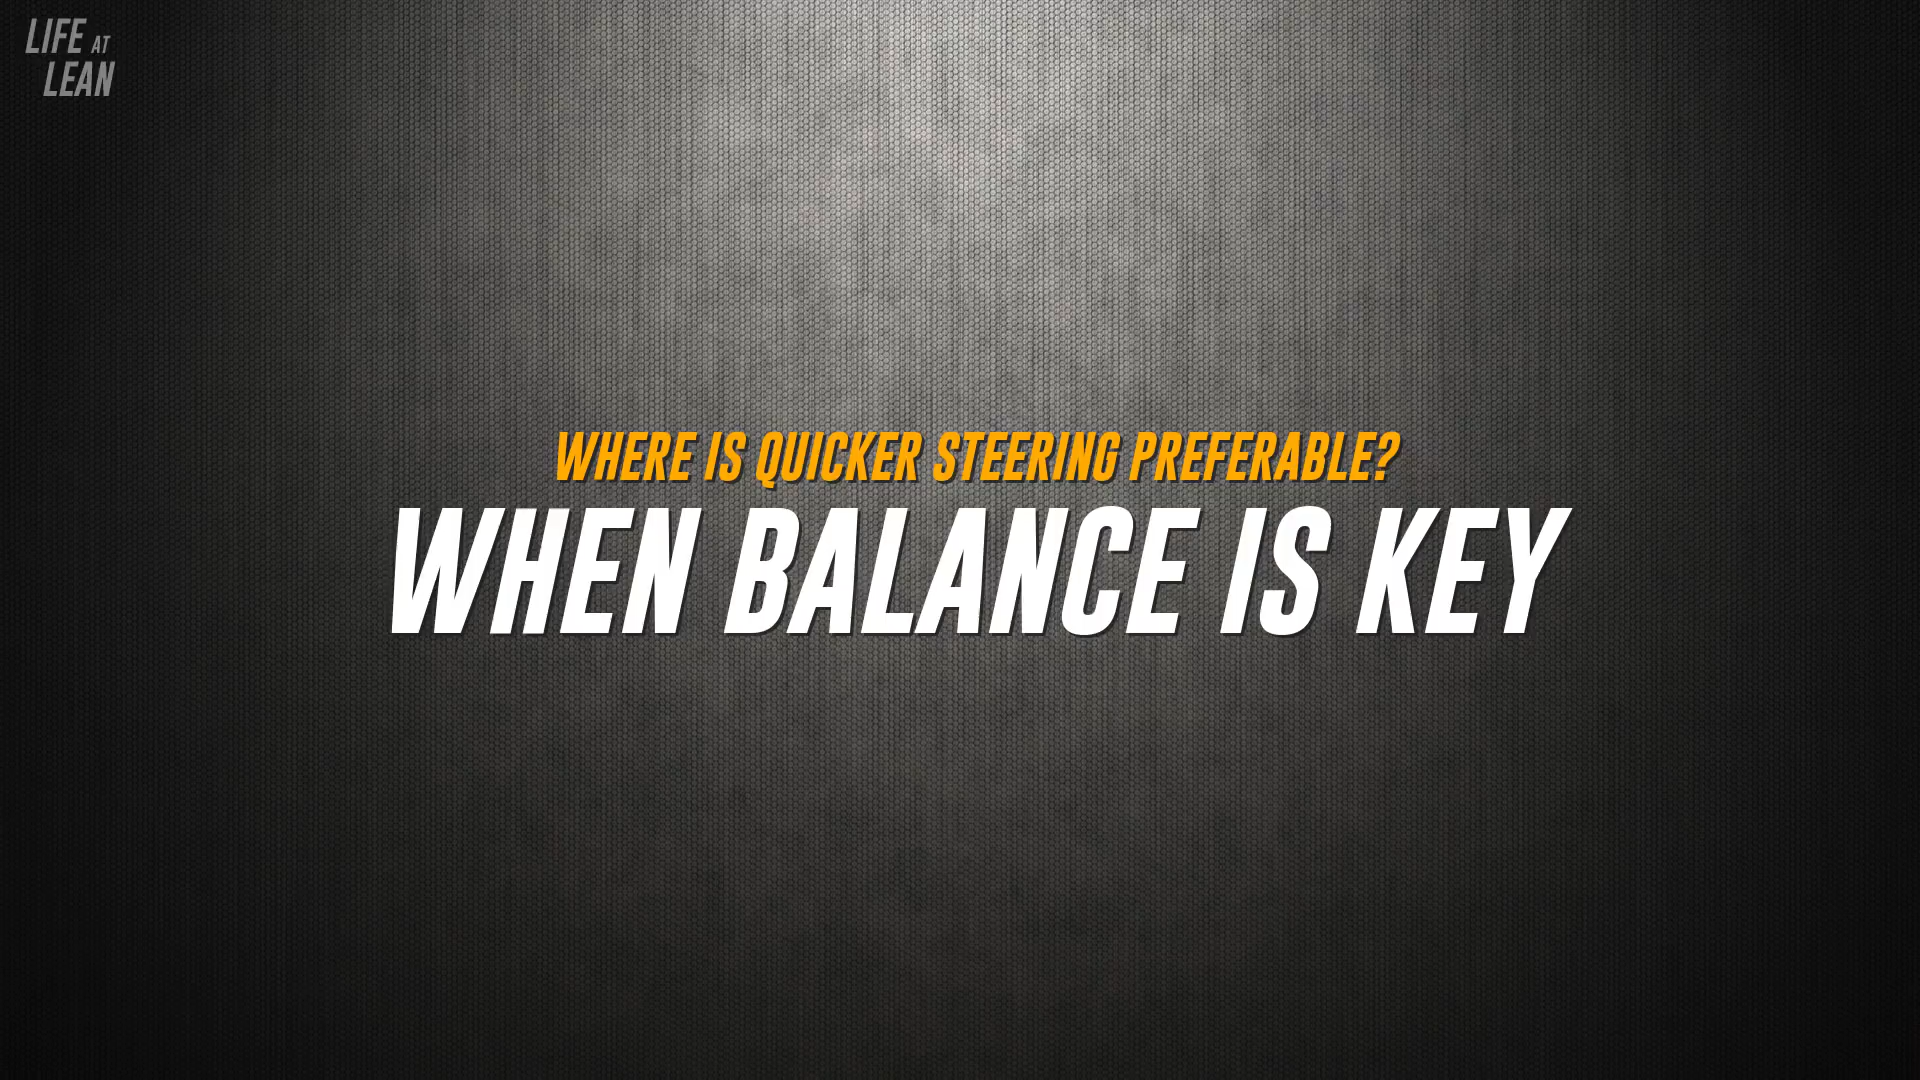 LIFE AT
LEAN
WHERE IS QUICKER STEERING PREFERABLE?
WHEN BALANCE IS KEY